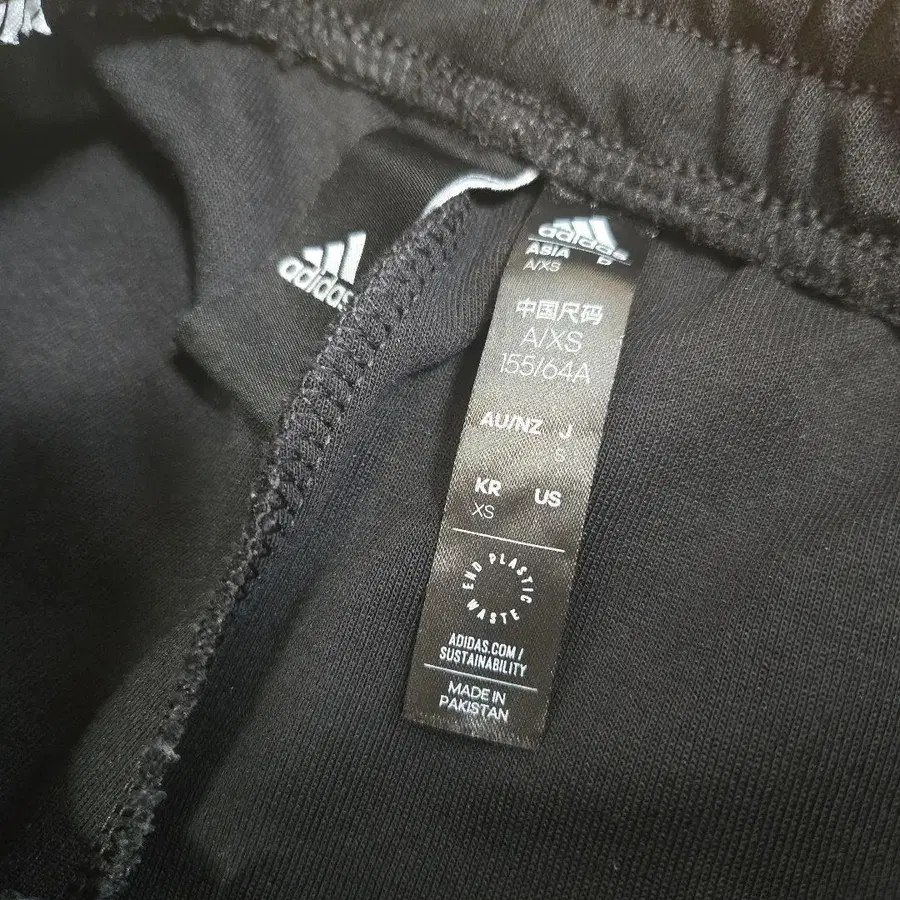 adidas
adidas
ASIA P
A/XS
中国尺码
A/XS
155/64A
AU/NZ J
S
KR US
XS
END PLASTIC WASTE
ADIDAS.COM/
SUSTAINABILITY
MADE IN
PAKISTAN